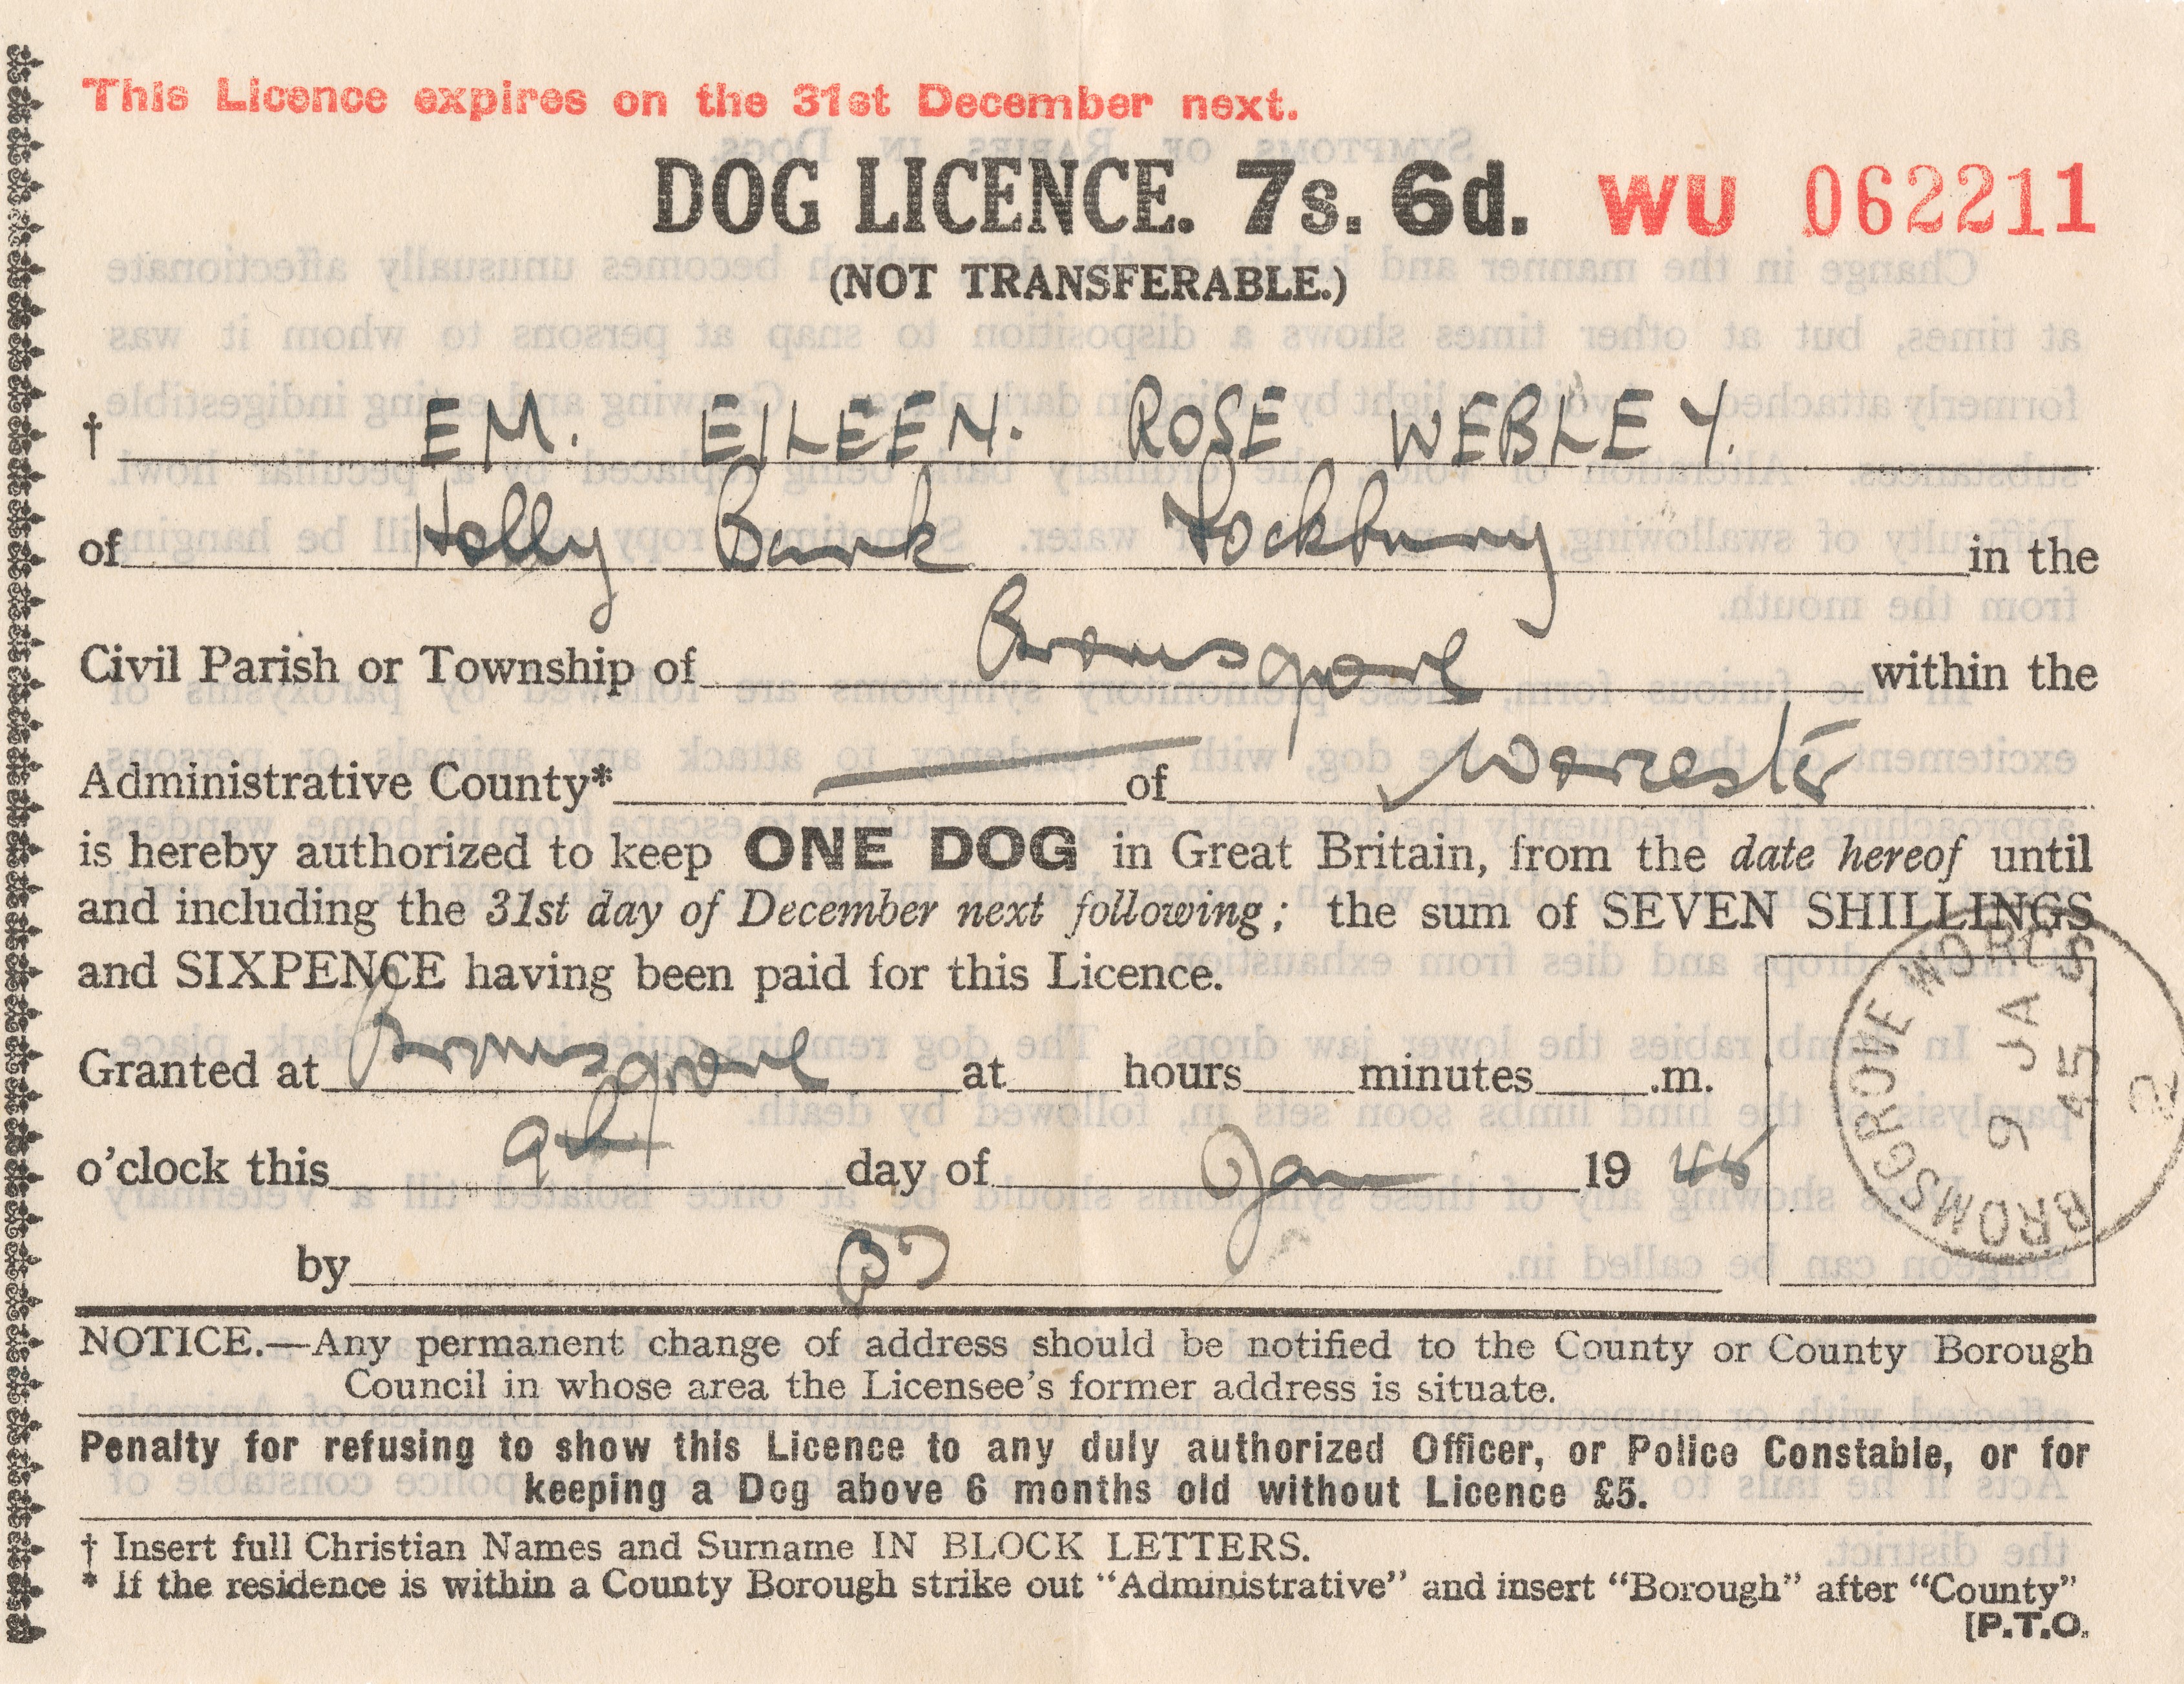 This Licence expires on the 31st December next.
DOG LICENCE. 7s. 6d. WU 062211
(NOT TRANSFERABLE.)
† EM. EILEEN. ROSE WEBLEY.
of Holly Bank Lockbury in the
Civil Parish or Township of Bromsgrove within the
Administrative County* of Worcester
is hereby authorized to keep ONE DOG in Great Britain, from the date hereof until
and including the 31st day of December next following; the sum of SEVEN SHILLINGS
and SIXPENCE having been paid for this Licence.
Granted at Bromsgrove at hours minutes .m.
o'clock this 9th day of Jan 19 45
by
BROMSGROVE WORCS
9 JA
45
2
NOTICE.—Any permanent change of address should be notified to the County or County Borough
Council in whose area the Licensee's former address is situate.
Penalty for refusing to show this Licence to any duly authorized Officer, or Police Constable, or for
keeping a Dog above 6 months old without Licence £5.
† Insert full Christian Names and Surname IN BLOCK LETTERS.
* If the residence is within a County Borough strike out "Administrative" and insert "Borough" after "County"
[P.T.O.